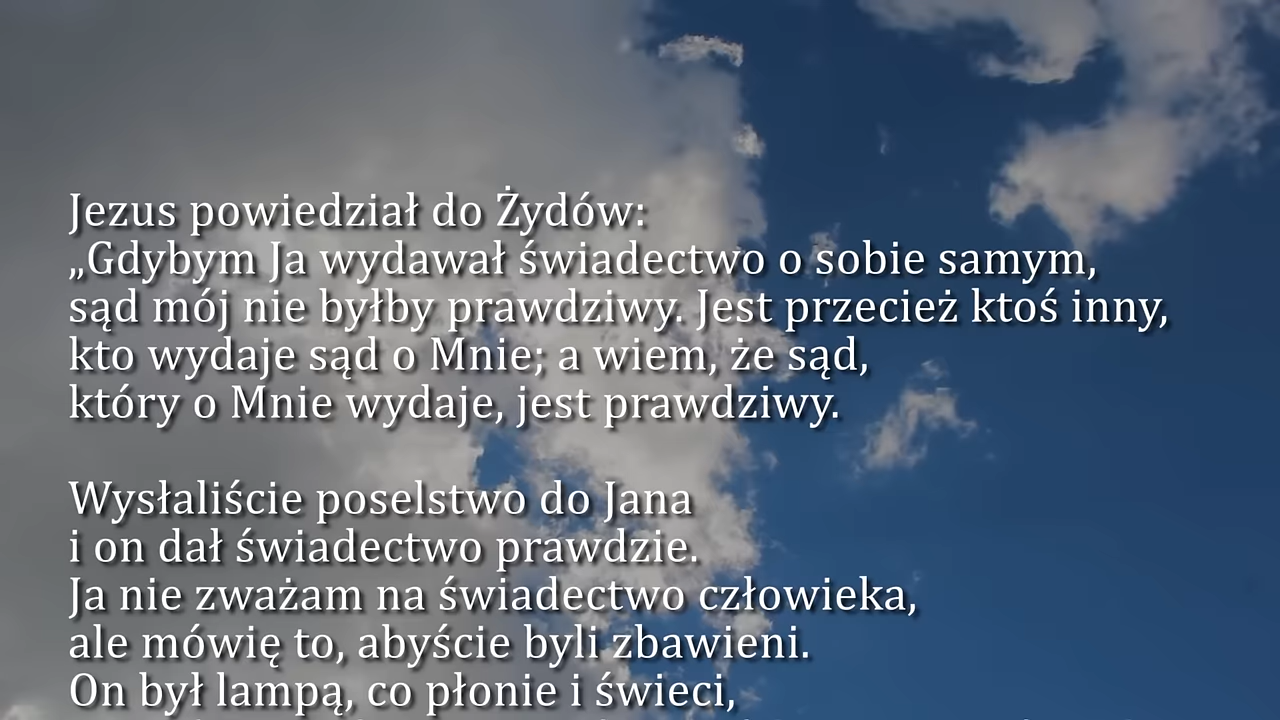 Jezus powiedział do Żydów:
„Gdybym Ja wydawał świadectwo o sobie samym,
sąd mój nie byłby prawdziwy. Jest przecież ktoś inny,
kto wydaje sąd o Mnie; a wiem, że sąd,
który o Mnie wydaje, jest prawdziwy.
Wysłaliście poselstwo do Jana
i on dał świadectwo prawdzie.
Ja nie zważam na świadectwo człowieka,
ale mówię to, abyście byli zbawieni.
On był lampą, co płonie i świeci,